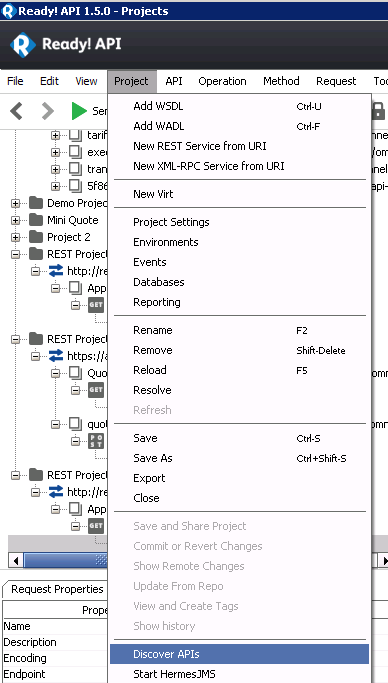 Ready! API 1.5.0 - Projects
Ready! API
File Edit View Project API Operation Method Request
Add WSDL Ctrl-U
Add WADL Ctrl-F
New REST Service from URI
New XML-RPC Service from URI
New Virt
Project Settings
Environments
Events
Databases
Reporting
Rename F2
Remove Shift-Delete
Reload F5
Resolve
Refresh
Save Ctrl-S
Save As Ctrl+Shift-S
Export
Close
Save and Share Project
Commit or Revert Changes
Show Remote Changes
Update From Repo
View and Create Tags
Show history
Discover APIs
Start HermesJMS
tarif
exec
tran
5f86
Demo Projec
Mini Quote
Project 2
REST Projec
http://re
App
GET
REST Projec
https://a
Quo
GET
quot
POST
REST Projec
http://re
App
GET
Request Properties
Prope
Name
Description
Encoding
Endpoint